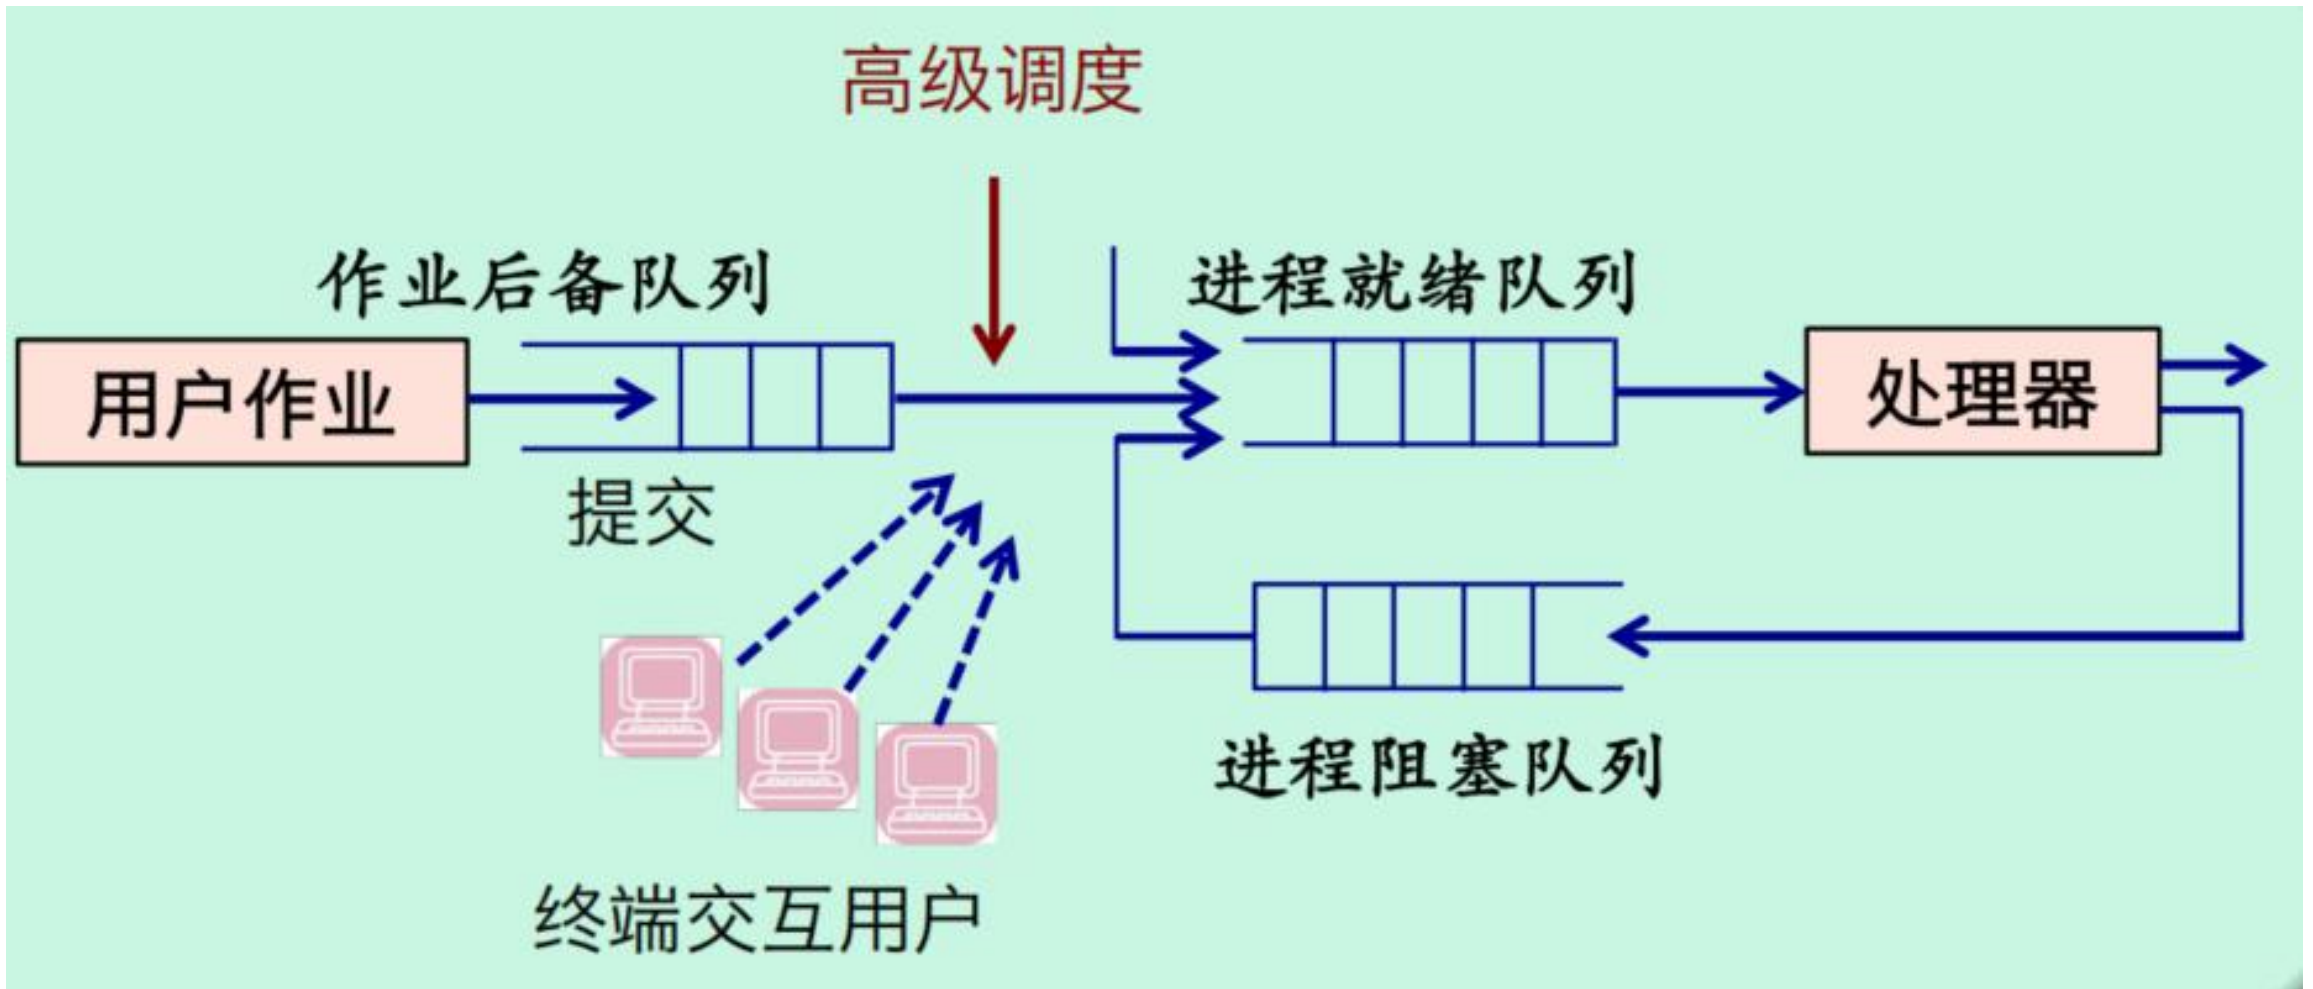 高级调度
作业后备队列
进程就绪队列
用户作业
处理器
提交
进程阻塞队列
终端交互用户